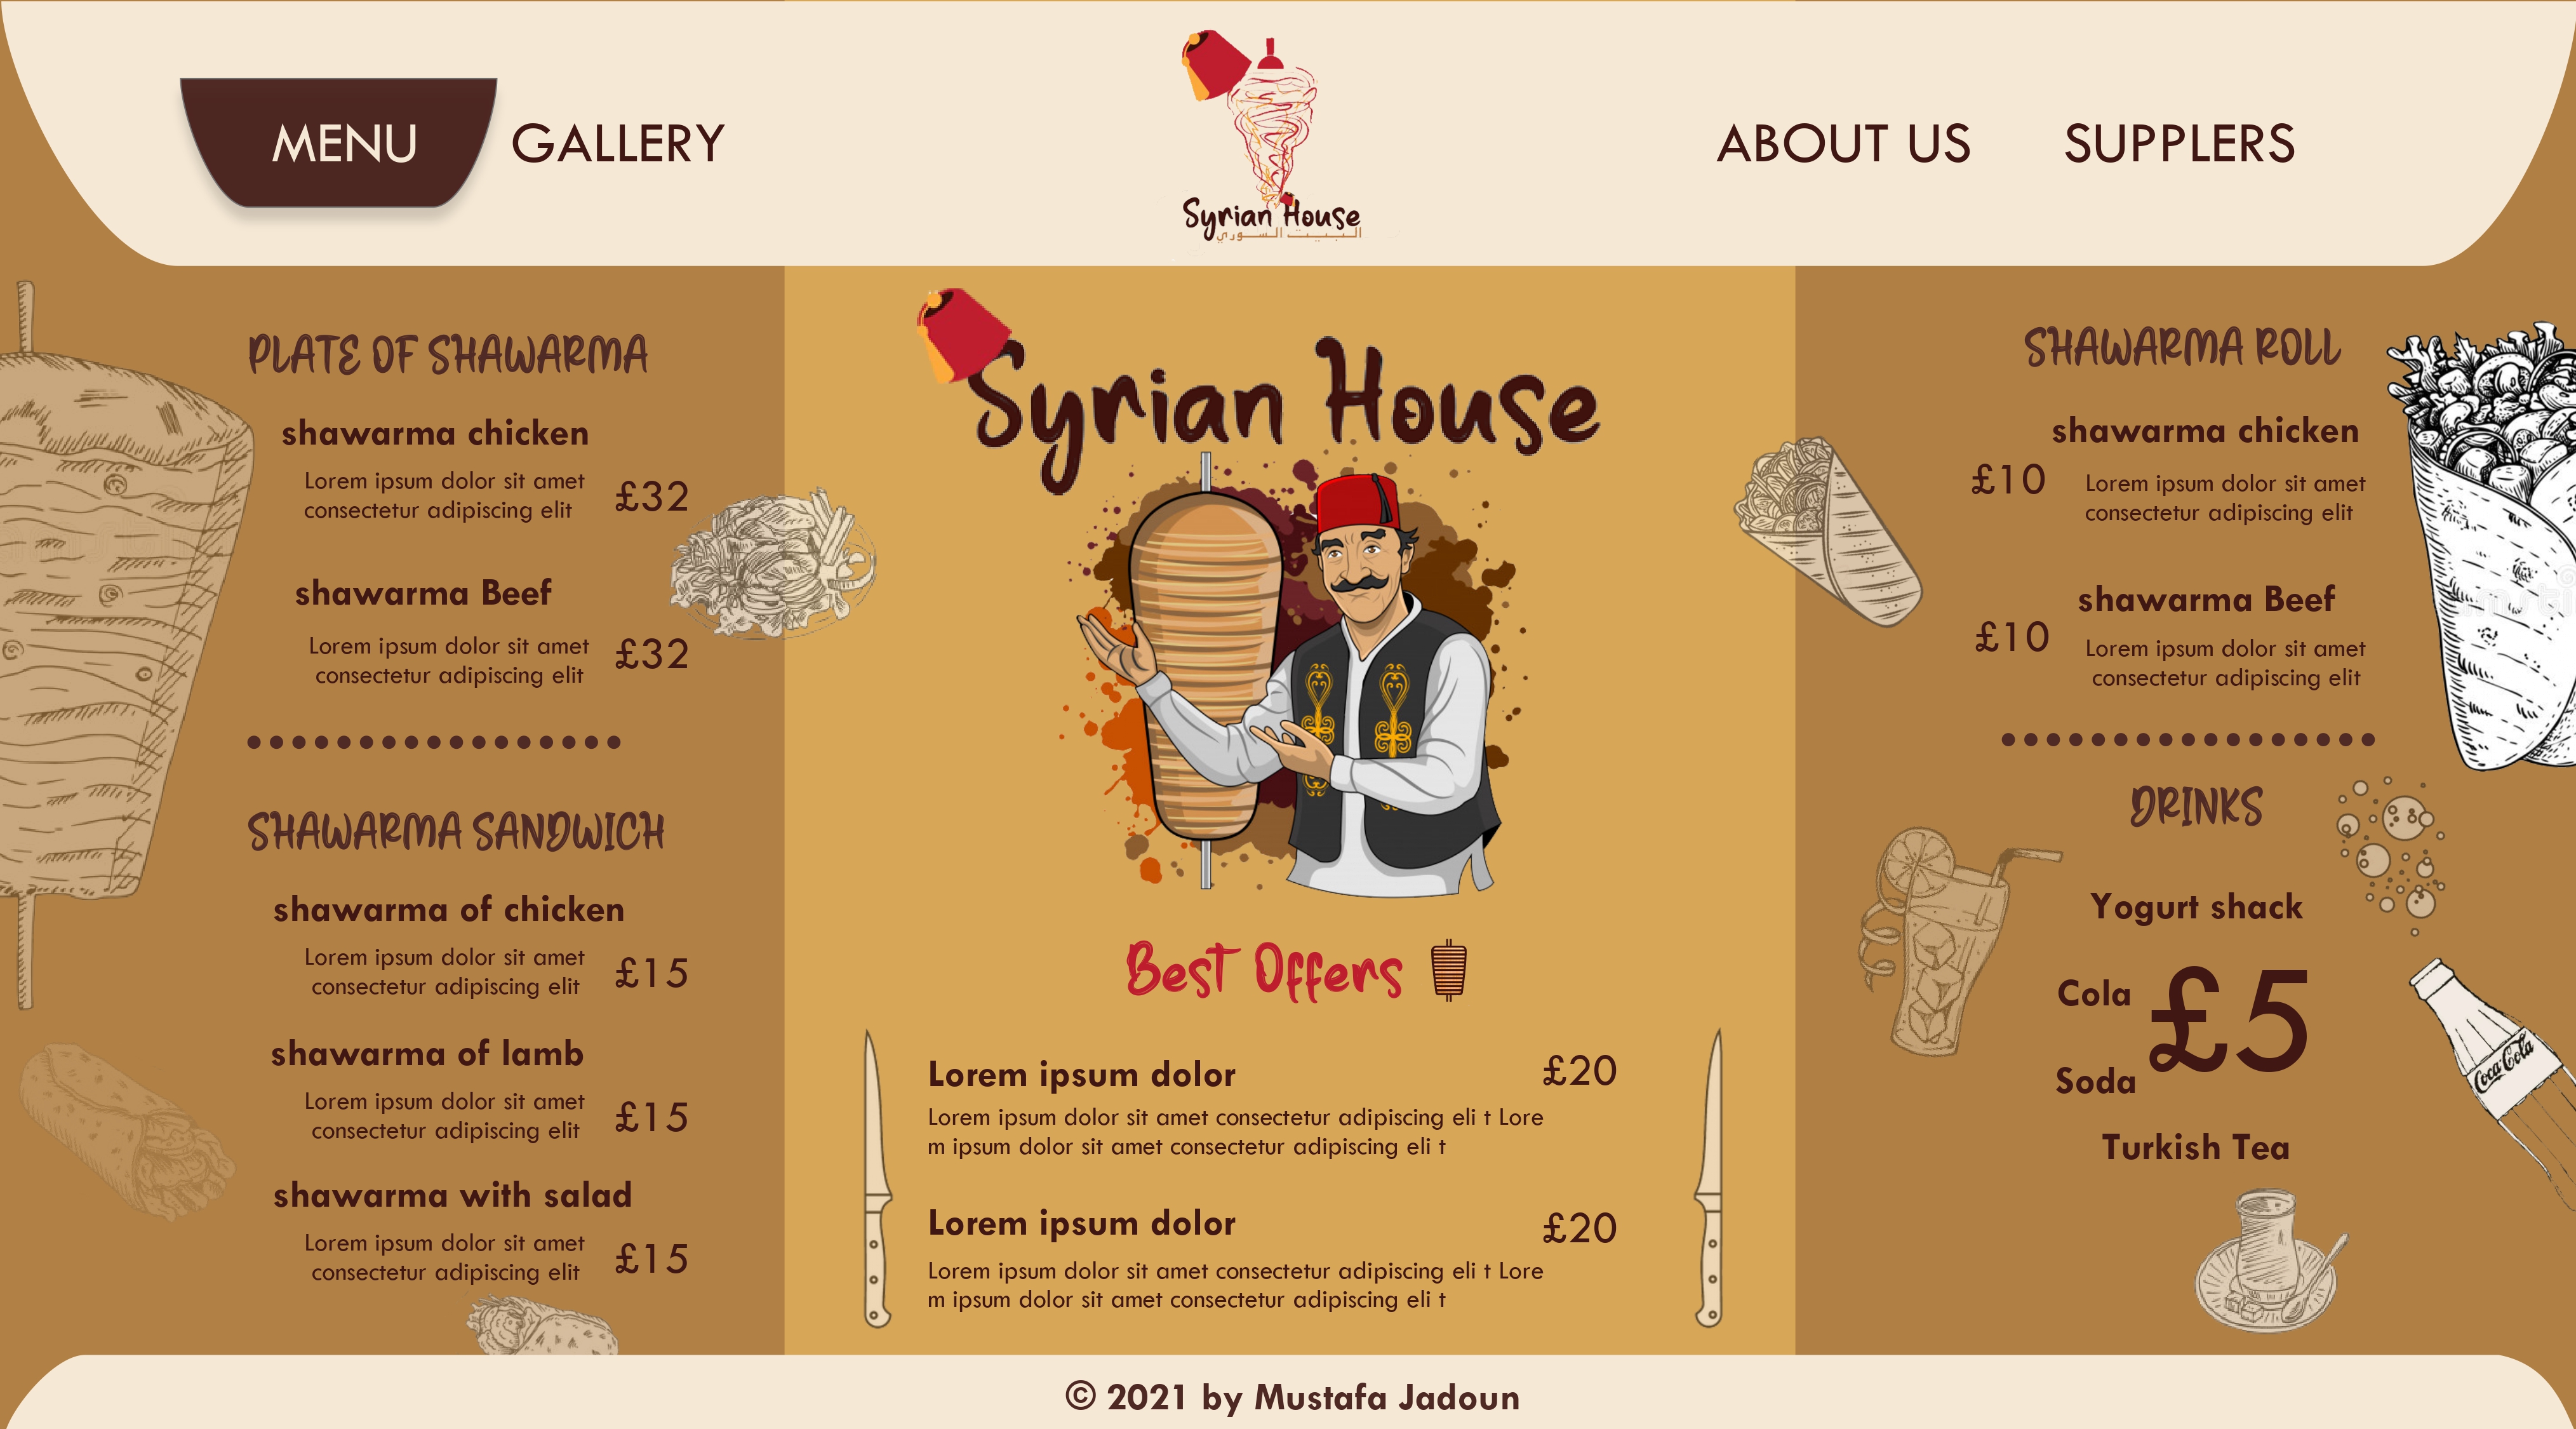 MENU
GALLERY
Syrian House
البيت السوري
ABOUT US
SUPPLERS
PLATE OF SHAWARMA
shawarma chicken
Lorem ipsum dolor sit amet
consectetur adipiscing elit
£32
shawarma Beef
Lorem ipsum dolor sit amet
consectetur adipiscing elit
£32
SHAWARMA SANDWICH
shawarma of chicken
Lorem ipsum dolor sit amet
consectetur adipiscing elit
£15
shawarma of lamb
Lorem ipsum dolor sit amet
consectetur adipiscing elit
£15
shawarma with salad
Lorem ipsum dolor sit amet
consectetur adipiscing elit
£15
Syrian House
Best Offers
Lorem ipsum dolor
£20
Lorem ipsum dolor sit amet consectetur adipiscing eli t Lore
m ipsum dolor sit amet consectetur adipiscing eli t
Lorem ipsum dolor
£20
Lorem ipsum dolor sit amet consectetur adipiscing eli t Lore
m ipsum dolor sit amet consectetur adipiscing eli t
SHAWARMA ROLL
shawarma chicken
£10
Lorem ipsum dolor sit amet
consectetur adipiscing elit
shawarma Beef
£10
Lorem ipsum dolor sit amet
consectetur adipiscing elit
DRINKS
Yogurt shack
Cola
£5
Soda
Turkish Tea
Coca-Cola
© 2021 by Mustafa Jadoun